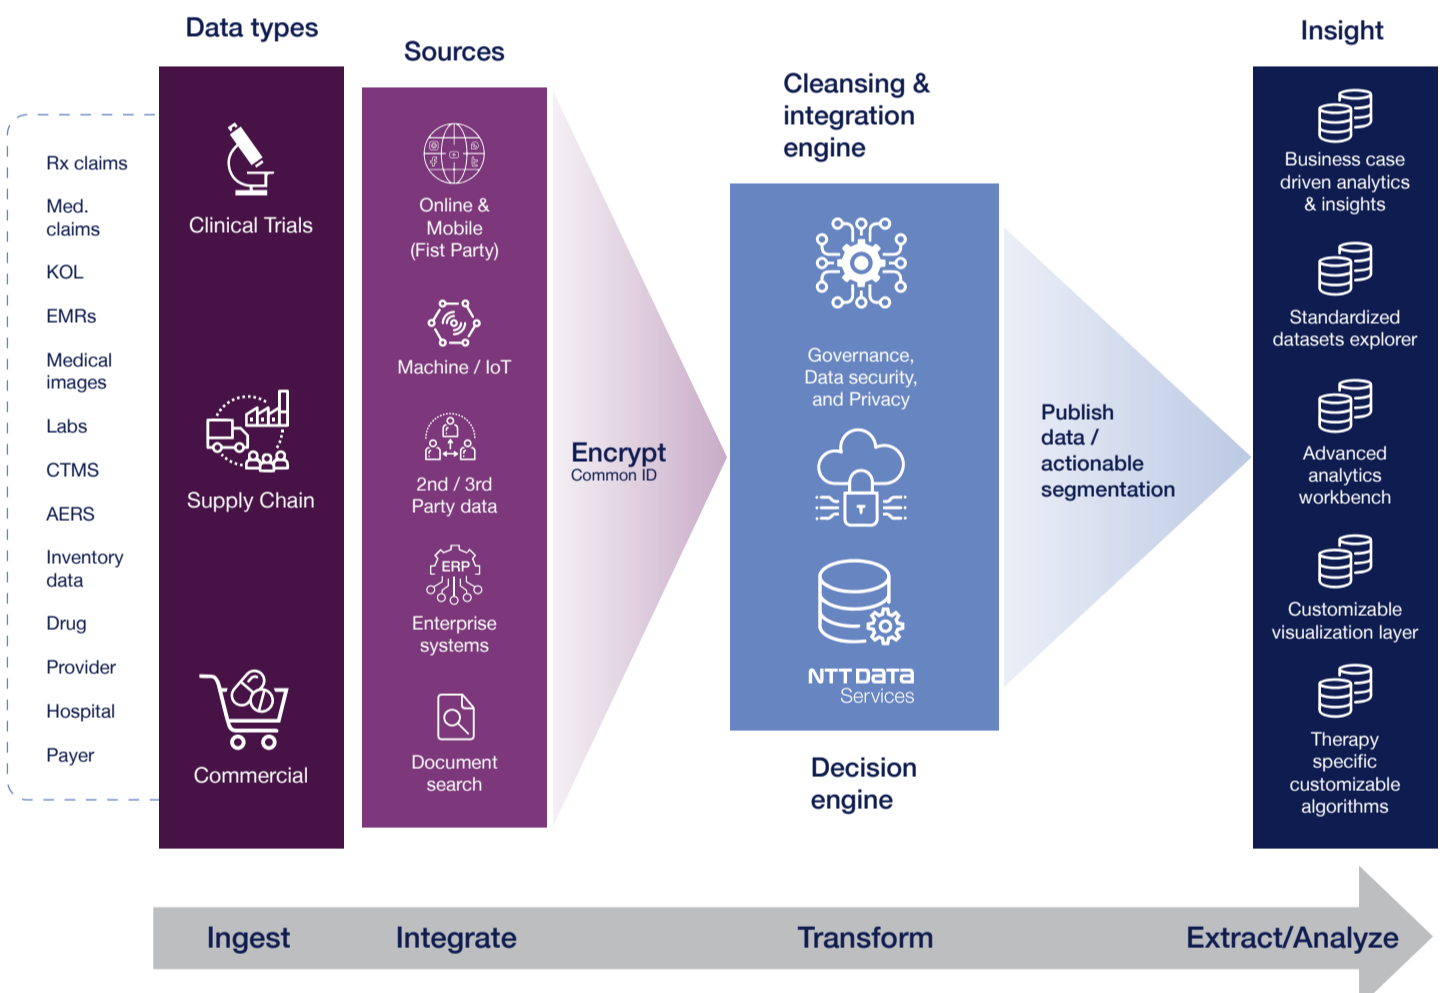 Data types
Rx claims
Med.
claims
KOL
EMRs
Medical
images
Labs
CTMS
AERS
Inventory
data
Drug
Provider
Hospital
Payer
Clinical Trials
Supply Chain
Commercial
Sources
Online &
Mobile
(Fist Party)
Machine / IoT
2nd / 3rd
Party data
ERP
Enterprise
systems
Document
search
Encrypt
Common ID
Cleansing &
integration
engine
Governance,
Data security,
and Privacy
T
NTT DATA
Services
Decision
engine
Publish
data /
actionable
segmentation
Insight
Business case
driven analytics
& insights
Standardized
datasets explorer
Advanced
analytics
workbench
Customizable
visualization layer
Therapy
specific
customizable
algorithms
Ingest
Integrate
Transform
Extract/Analyze